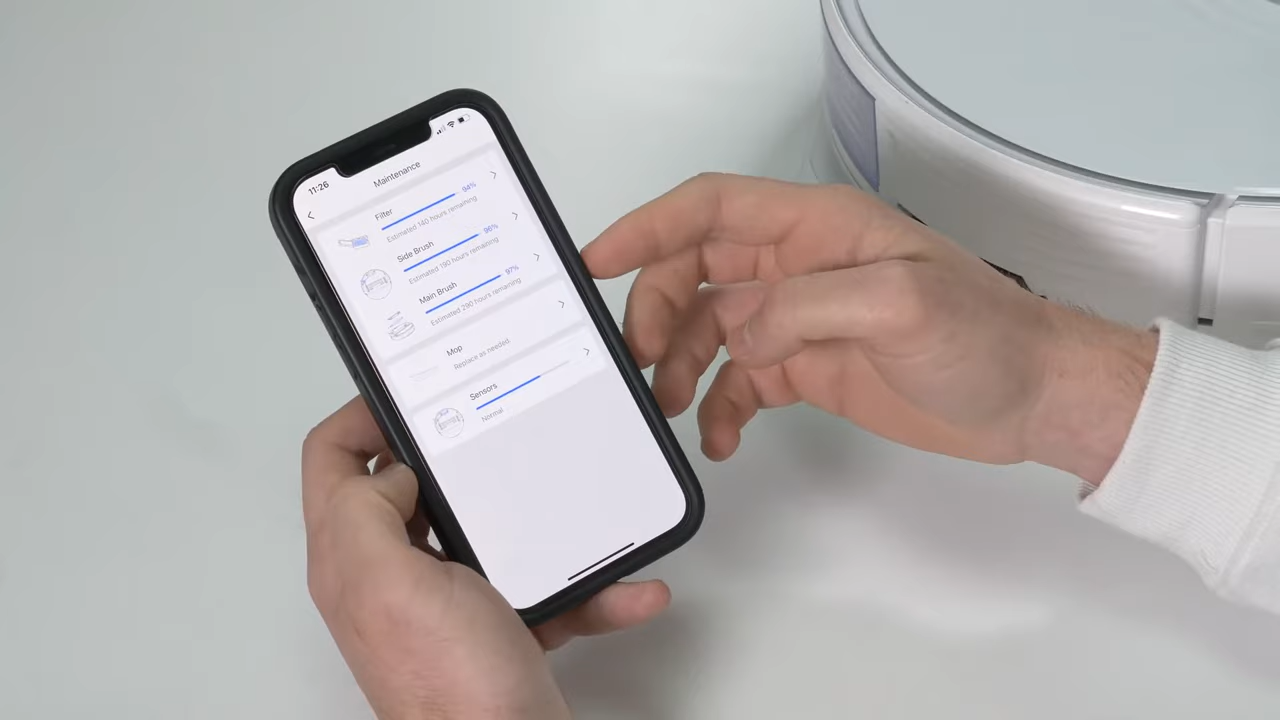 11:26
Maintenance
Filter
94%
Estimated 140 hours remaining
Side Brush
96%
Estimated 190 hours remaining
Main Brush
97%
Estimated 290 hours remaining
Mop
Replace as needed
Sensors
Normal